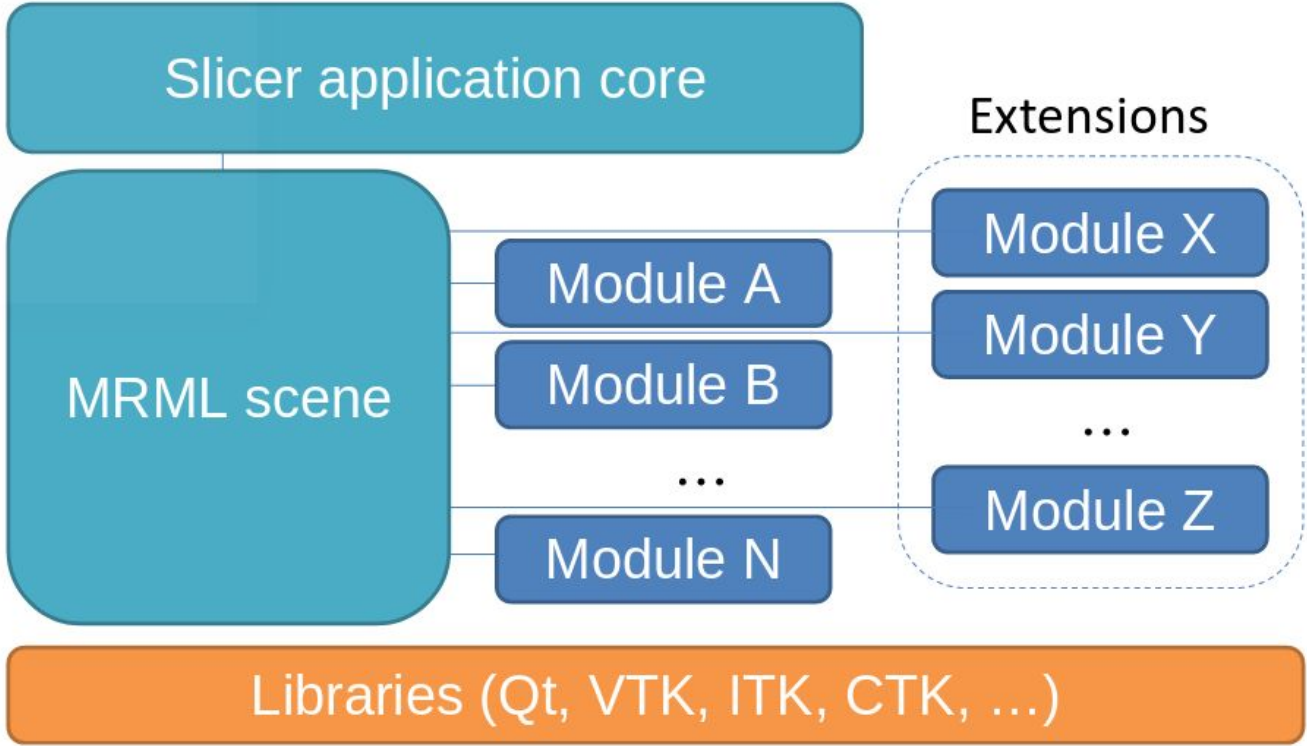 Slicer application core
Extensions
MRML scene
Module A
Module B
…
Module N
Module X
Module Y
…
Module Z
Libraries (Qt, VTK, ITK, CTK, …)